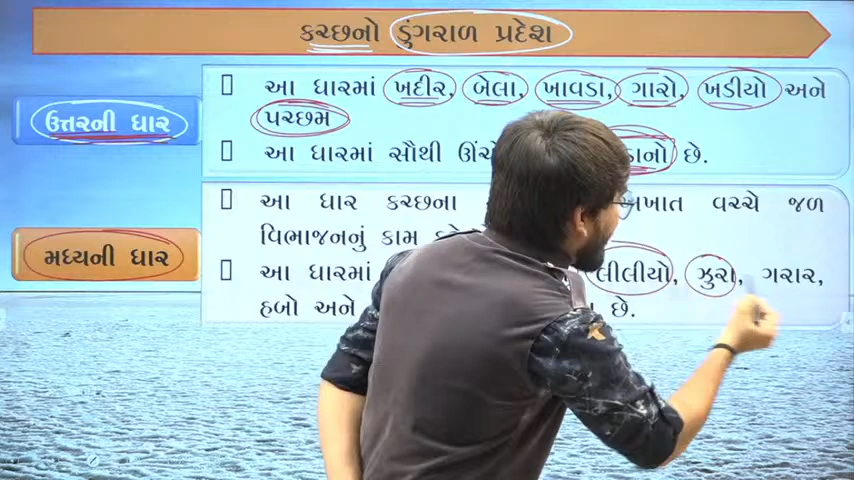 કચ્છનો ડુંગરાળ પ્રદેશ
ઉત્તરની ધાર
આ ધારમાં ખદીર, બેલા, ખાવડા, ગારો, ખડીયો અને
પચ્છમ
આ ધારમાં સૌથી છે.
મધ્યની ધાર
આ ધાર કચ્છના વચ્ચે જળ
વિભાજનનું કામ
આ ધારમાં લીલીયો, ઝુરા, ગરાર,
હબો અને છે.